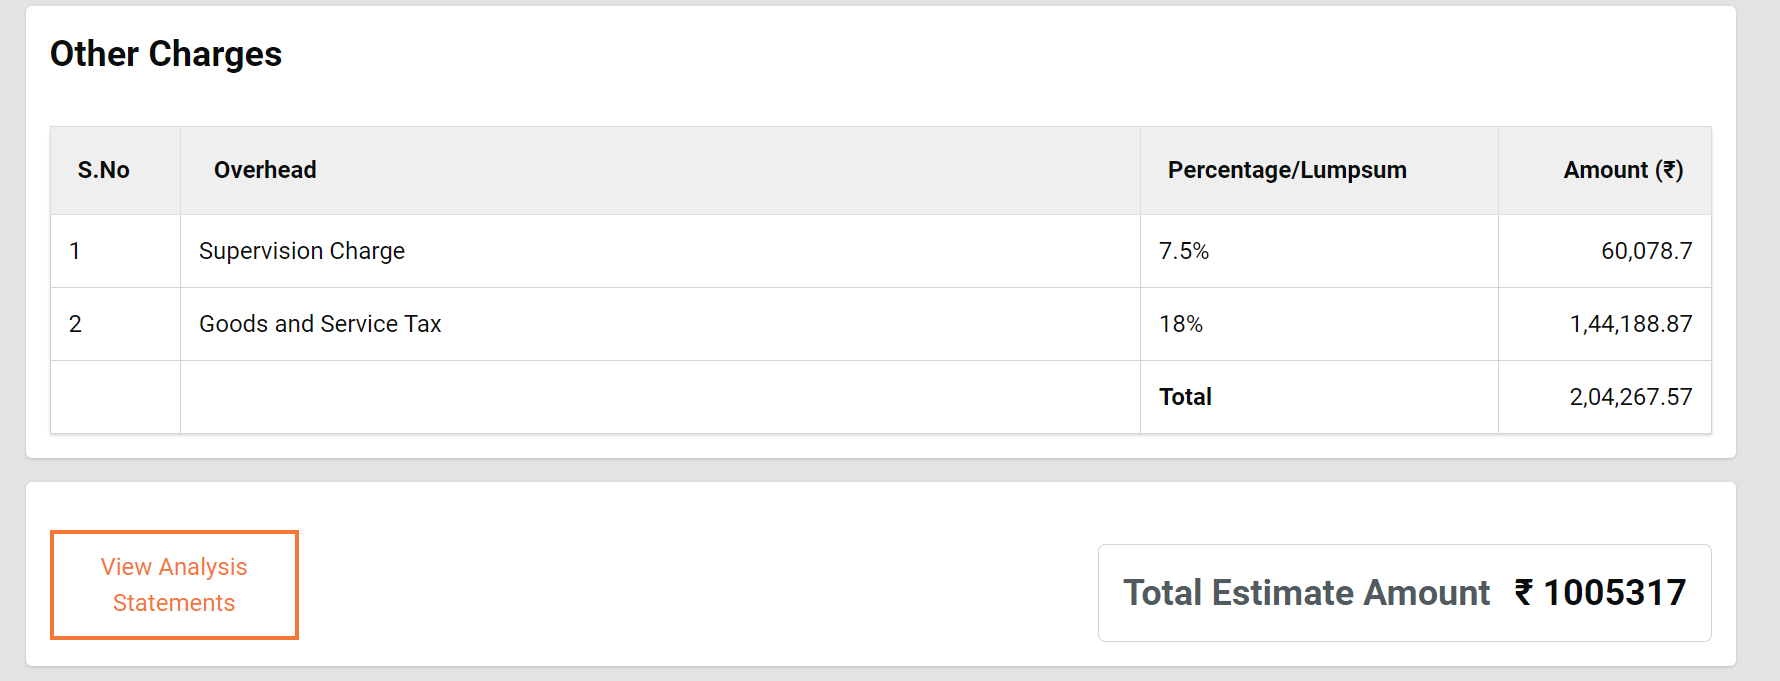 Other Charges
S.No Overhead Percentage/Lumpsum Amount (₹)
1 Supervision Charge 7.5% 60,078.7
2 Goods and Service Tax 18% 1,44,188.87
Total 2,04,267.57
View Analysis
Statements
Total Estimate Amount ₹ 1005317